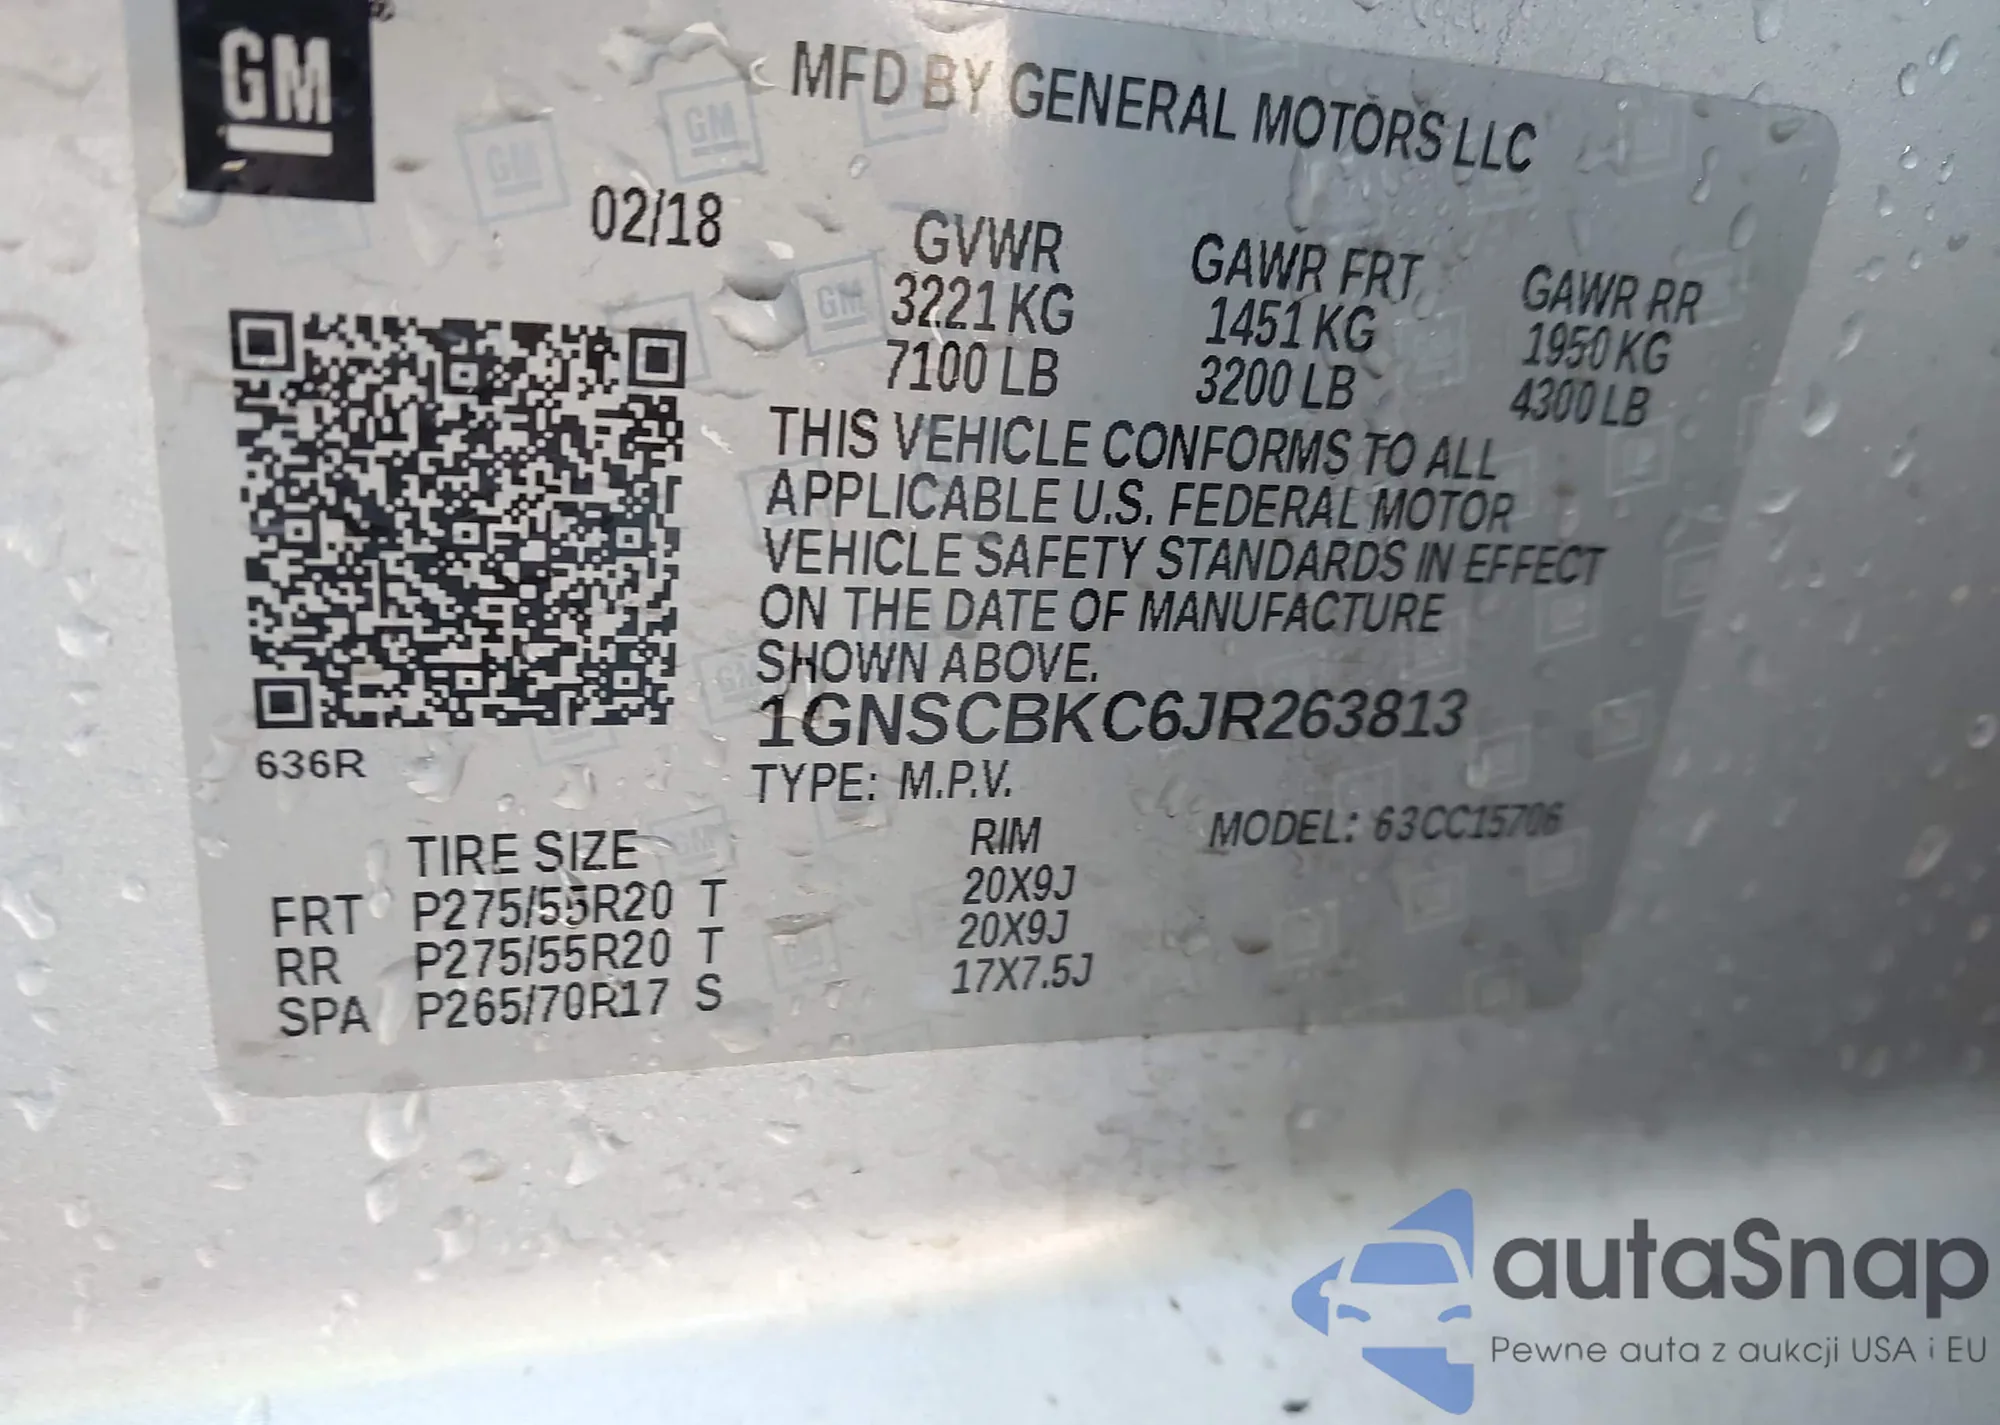 GM
MFD BY GENERAL MOTORS LLC
02/18
GVWR GAWR FRT GAWR RR
3221 KG 1451 KG 1950 KG
7100 LB 3200 LB 4300 LB
THIS VEHICLE CONFORMS TO ALL
APPLICABLE U.S. FEDERAL MOTOR
VEHICLE SAFETY STANDARDS IN EFFECT
ON THE DATE OF MANUFACTURE
SHOWN ABOVE.
1GNSCBKC6JR263813
636R
TYPE: M.P.V.
TIRE SIZE RIM MODEL: 63CC15706
FRT P275/55R20 T 20X9J
RR P275/55R20 T 20X9J
SPA P265/70R17 S 17X7.5J
autaSnap
Pewne auta z aukcji USA i EU